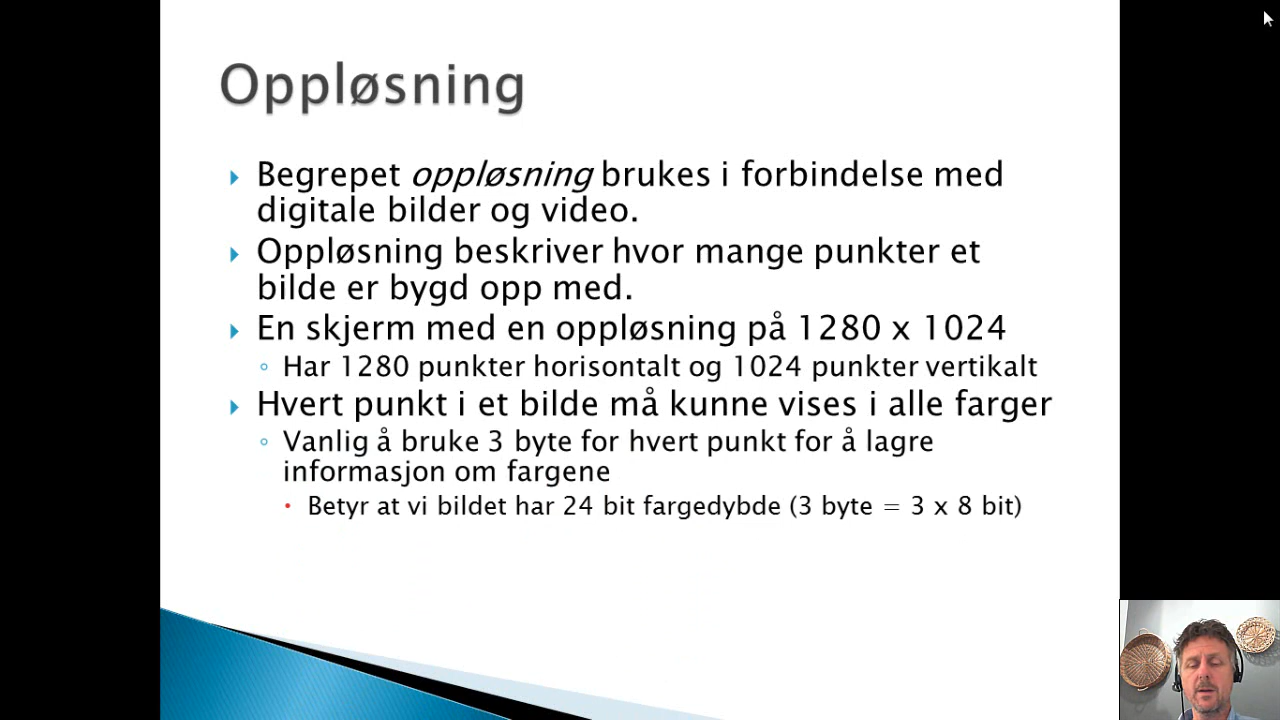 Oppløsning
Begrepet oppløsning brukes i forbindelse med
digitale bilder og video.
Oppløsning beskriver hvor mange punkter et
bilde er bygd opp med.
En skjerm med en oppløsning på 1280 x 1024
Har 1280 punkter horisontalt og 1024 punkter vertikalt
Hvert punkt i et bilde må kunne vises i alle farger
Vanlig å bruke 3 byte for hvert punkt for å lagre
informasjon om fargene
Betyr at vi bildet har 24 bit fargedybde (3 byte = 3 x 8 bit)